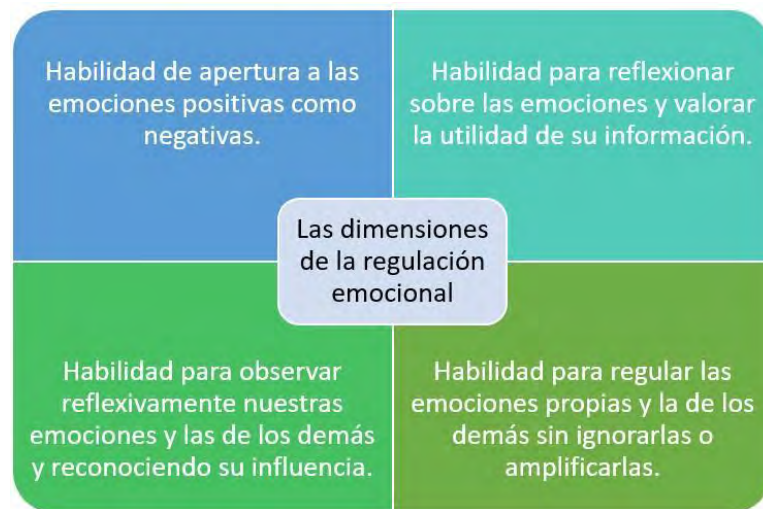 Habilidad de apertura a las
emociones positivas como
negativas.
Habilidad para reflexionar
sobre las emociones y valorar
la utilidad de su información.
Las dimensiones
de la regulación
emocional
Habilidad para observar
reflexivamente nuestras
emociones y las de los demás
y reconociendo su influencia.
Habilidad para regular las
emociones propias y la de los
demás sin ignorarlas o
amplificarlas.